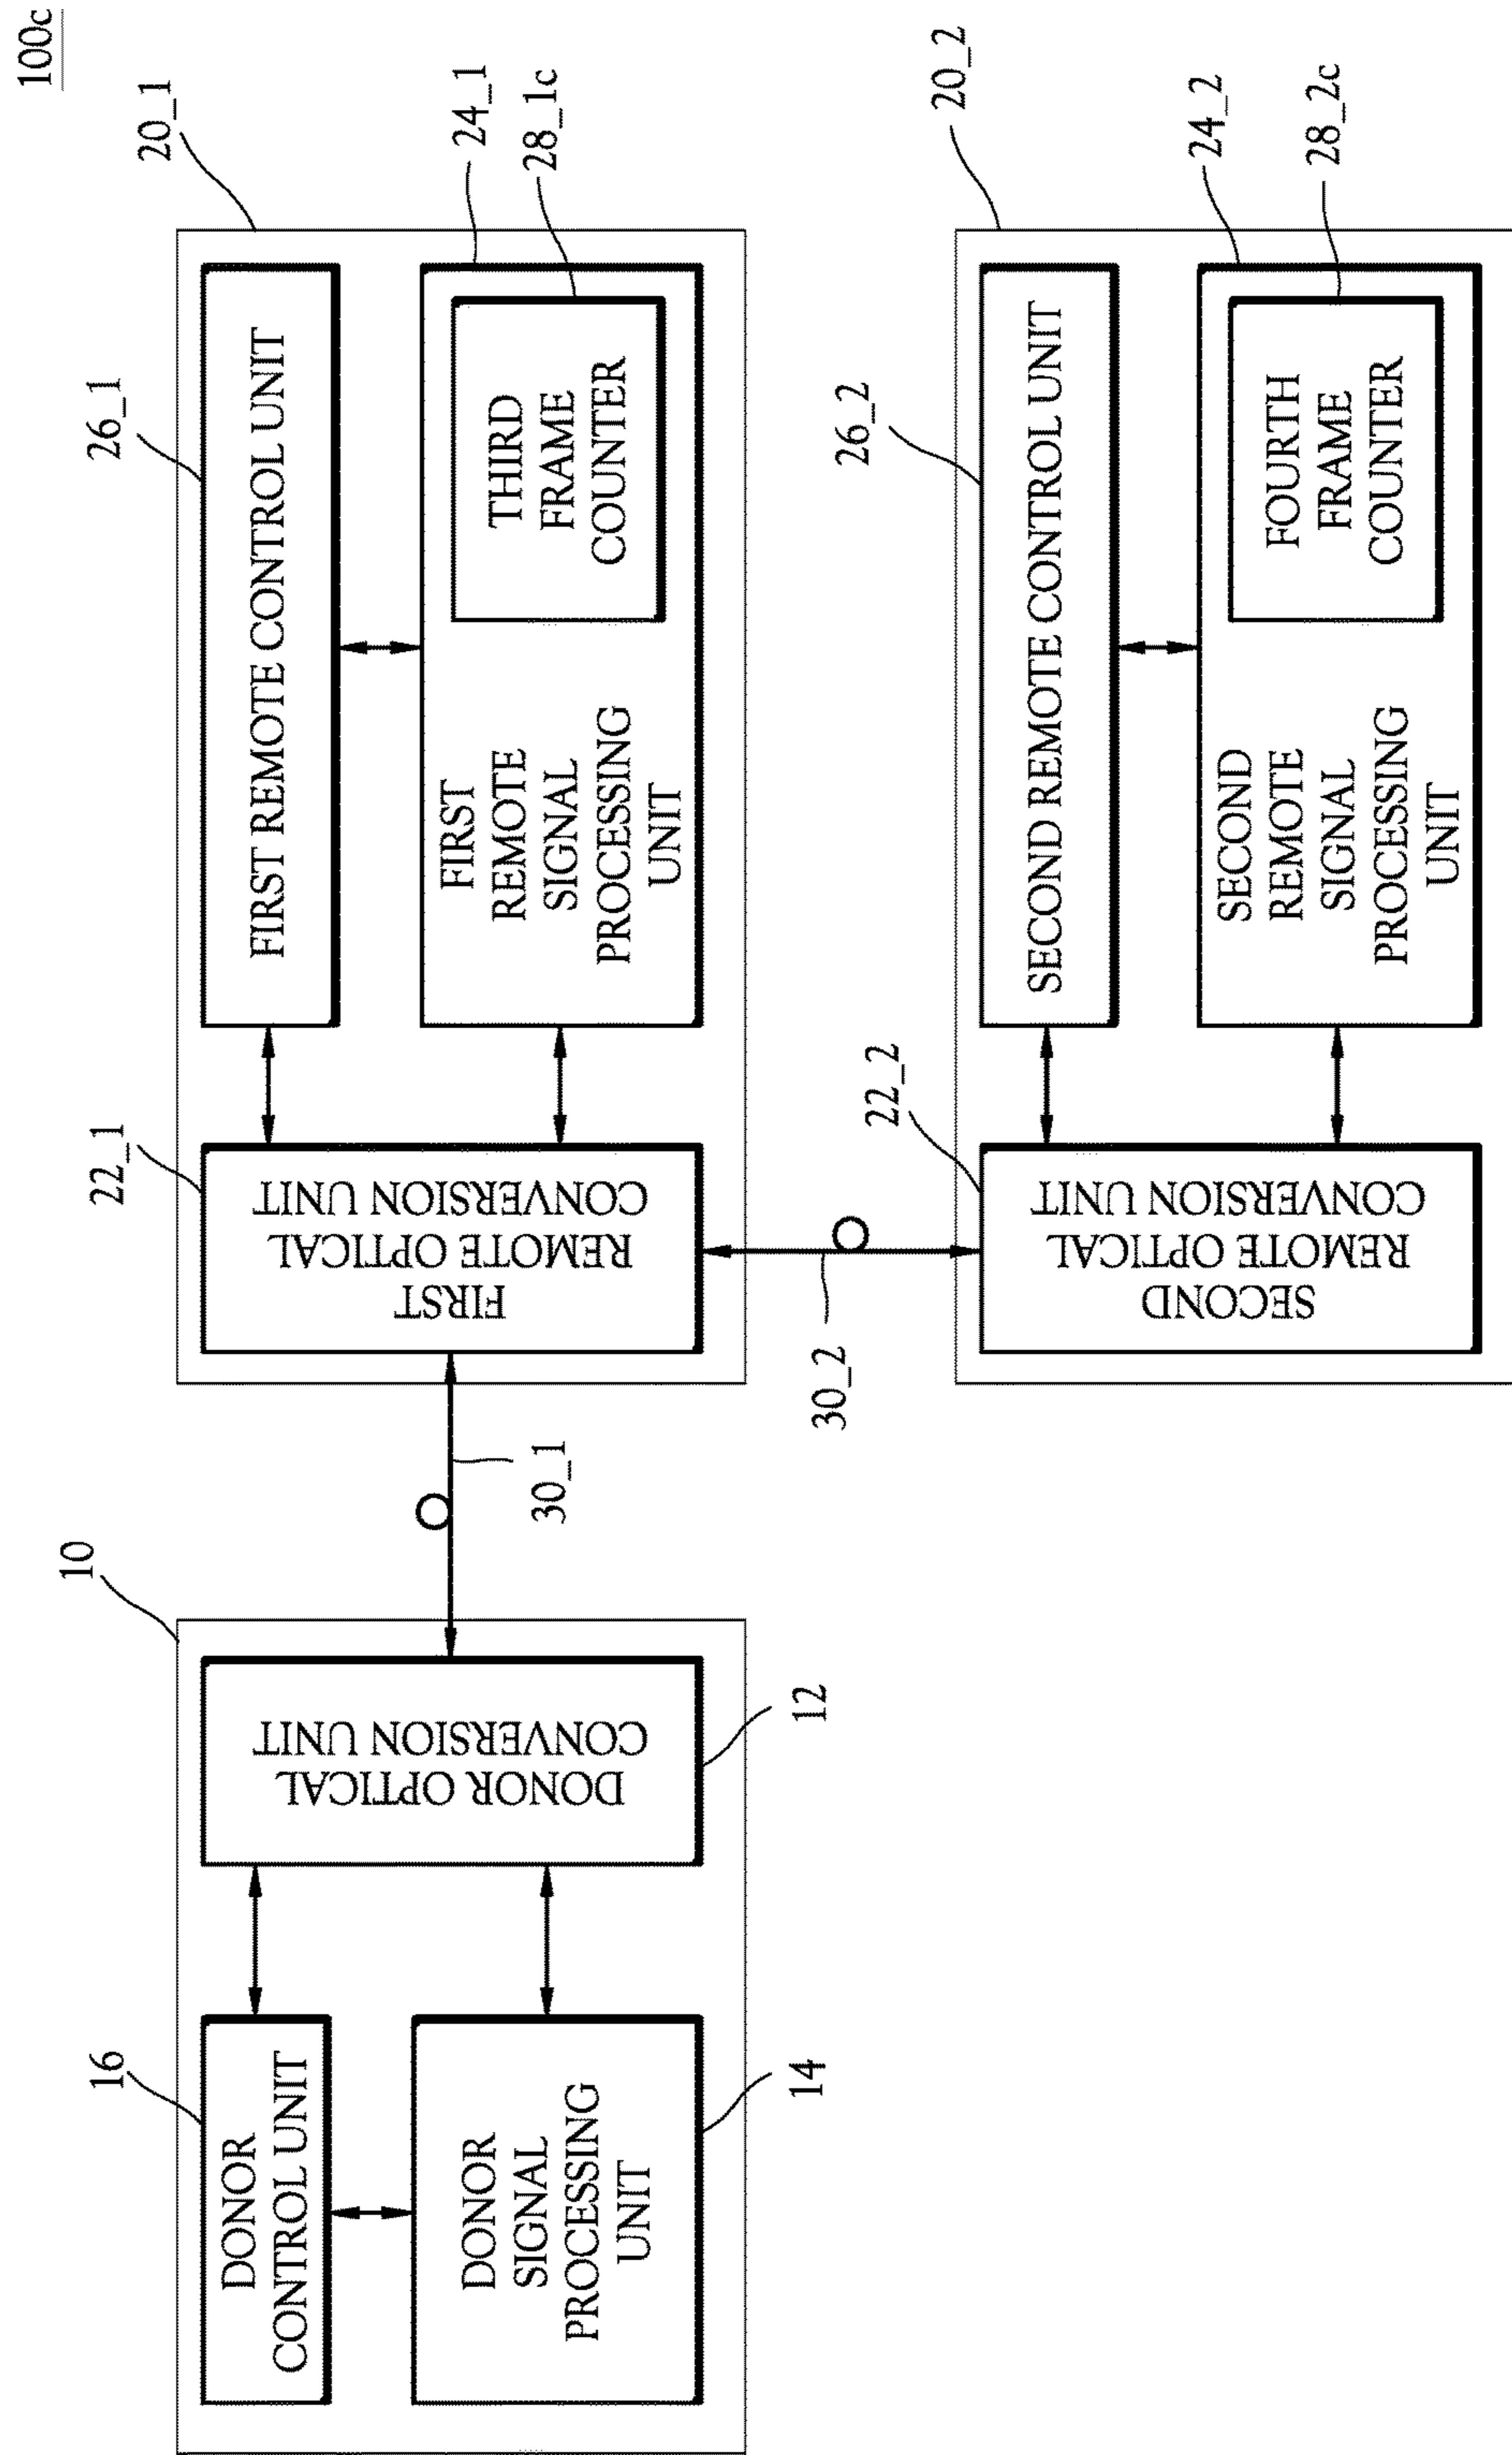 100c
10
16
DONOR
CONTROL UNIT
DONOR
SIGNAL
PROCESSING
UNIT
14
DONOR OPTICAL
CONVERSION UNIT
12
30_1
20_1
22_1
FIRST
REMOTE OPTICAL
CONVERSION UNIT
26_1
FIRST REMOTE CONTROL UNIT
24_1
FIRST
REMOTE
SIGNAL
PROCESSING
UNIT
28_1c
THIRD
FRAME
COUNTER
30_2
20_2
22_2
SECOND
REMOTE OPTICAL
CONVERSION UNIT
26_2
SECOND REMOTE CONTROL UNIT
24_2
SECOND
REMOTE
SIGNAL
PROCESSING
UNIT
28_2c
FOURTH
FRAME
COUNTER